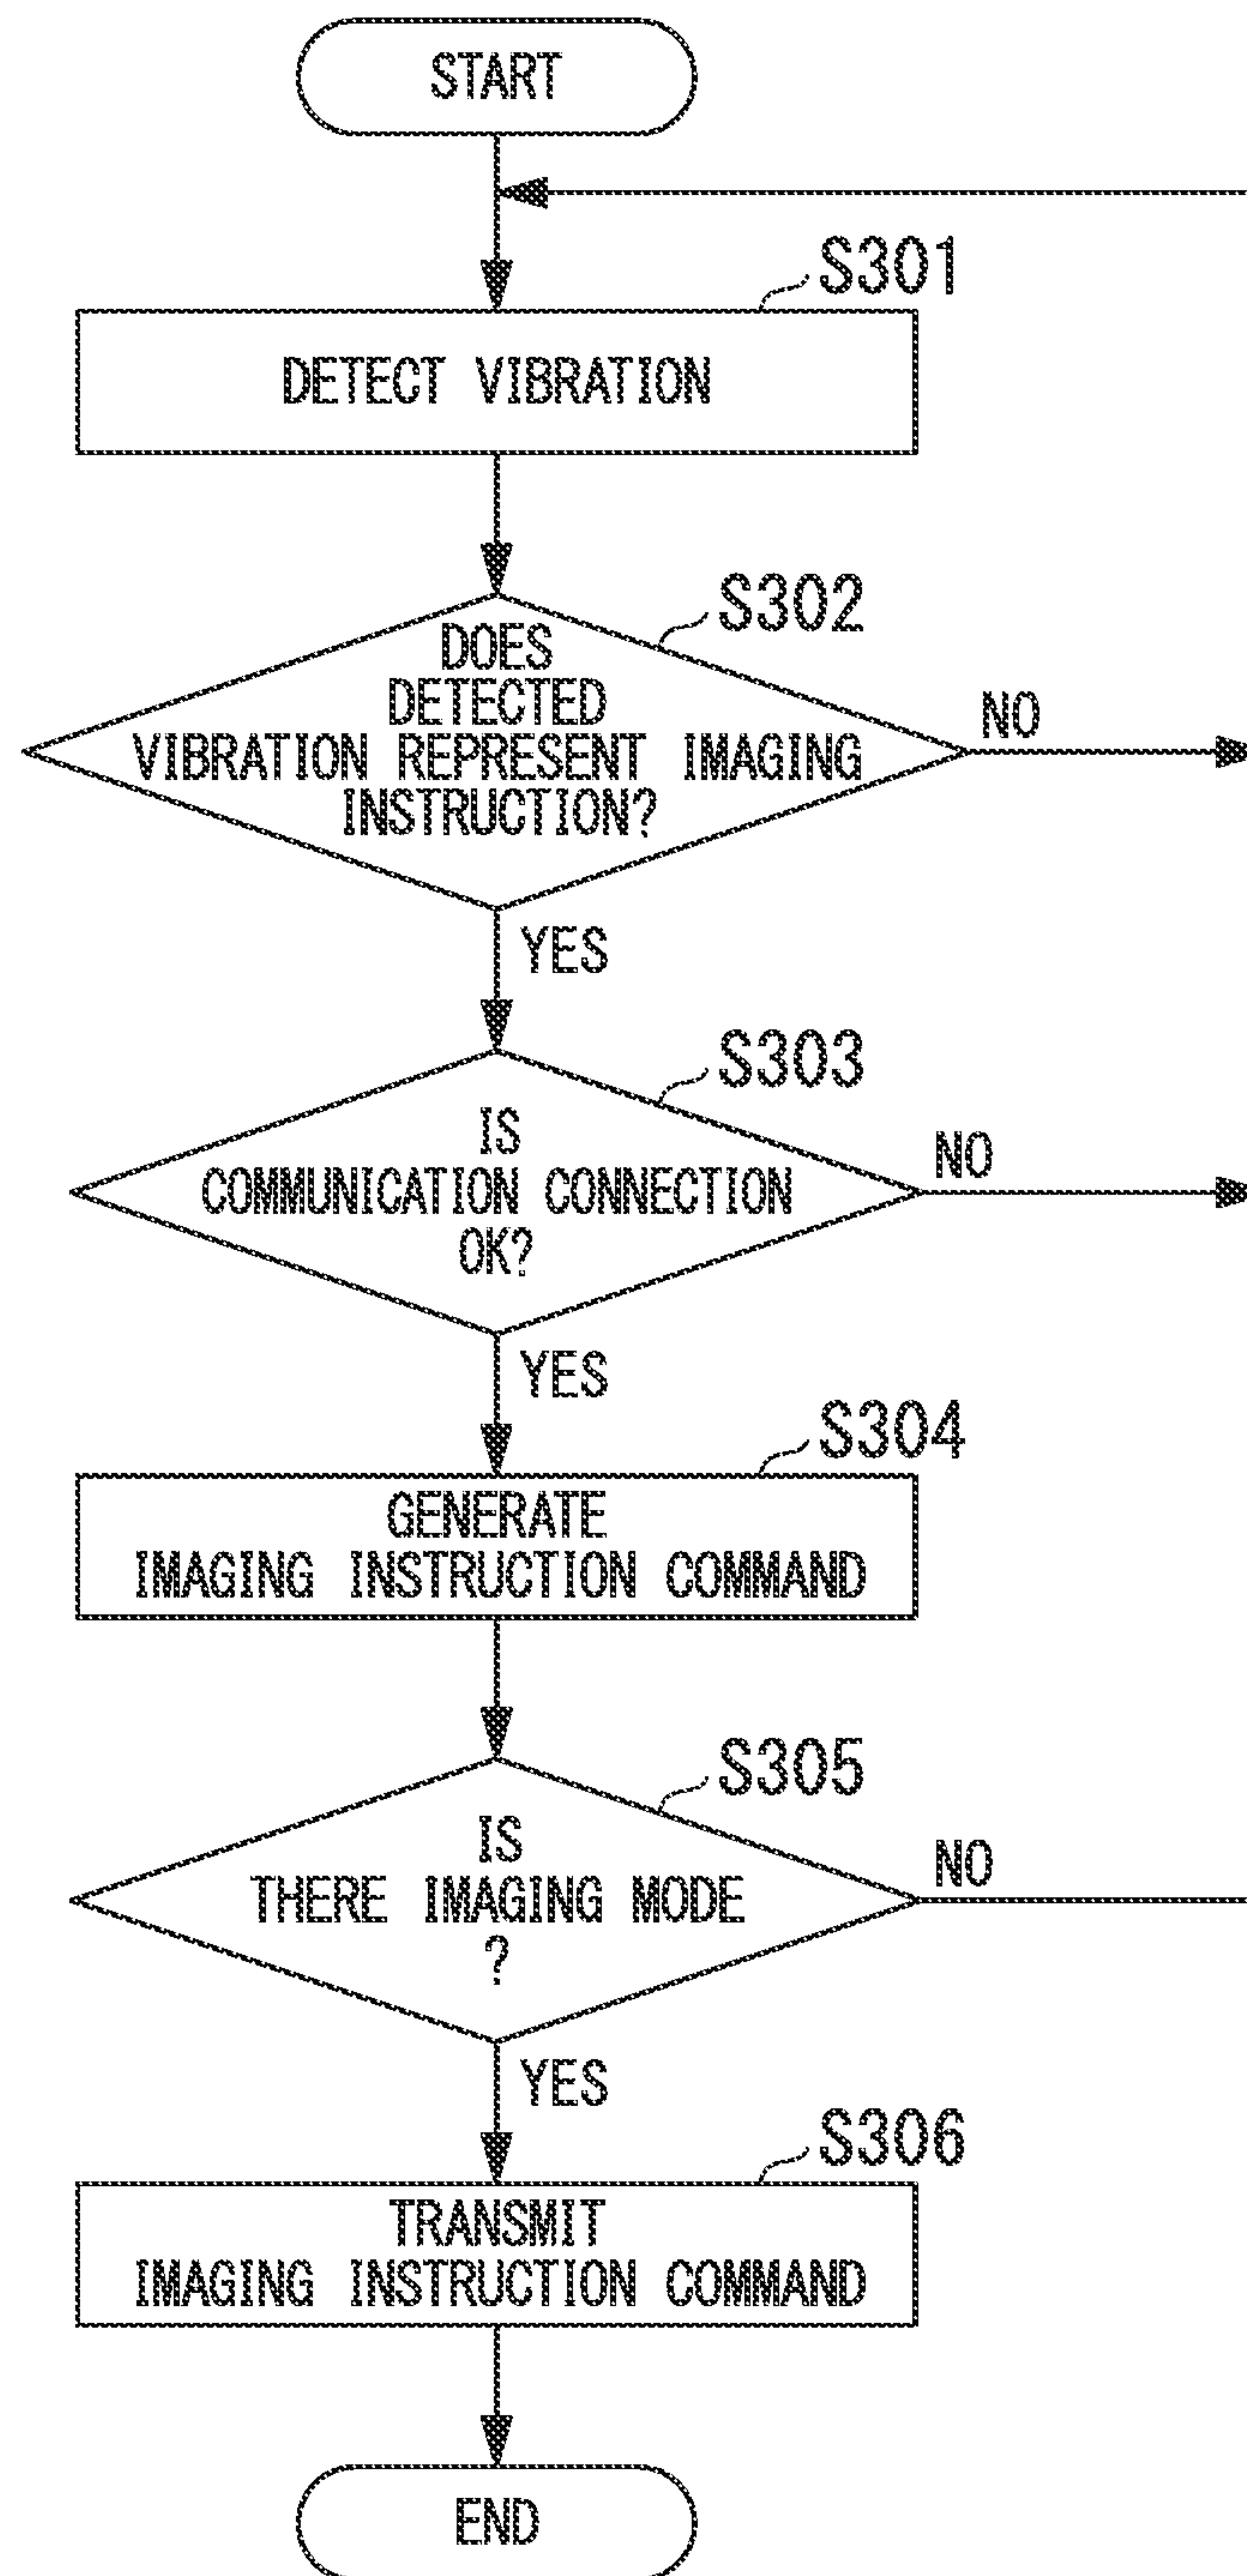 START
S301
DETECT VIBRATION
S302
DOES
DETECTED
VIBRATION REPRESENT IMAGING
INSTRUCTION?
NO
YES
S303
IS
COMMUNICATION CONNECTION
OK?
NO
YES
S304
GENERATE
IMAGING INSTRUCTION COMMAND
S305
IS
THERE IMAGING MODE
?
NO
YES
S306
TRANSMIT
IMAGING INSTRUCTION COMMAND
END